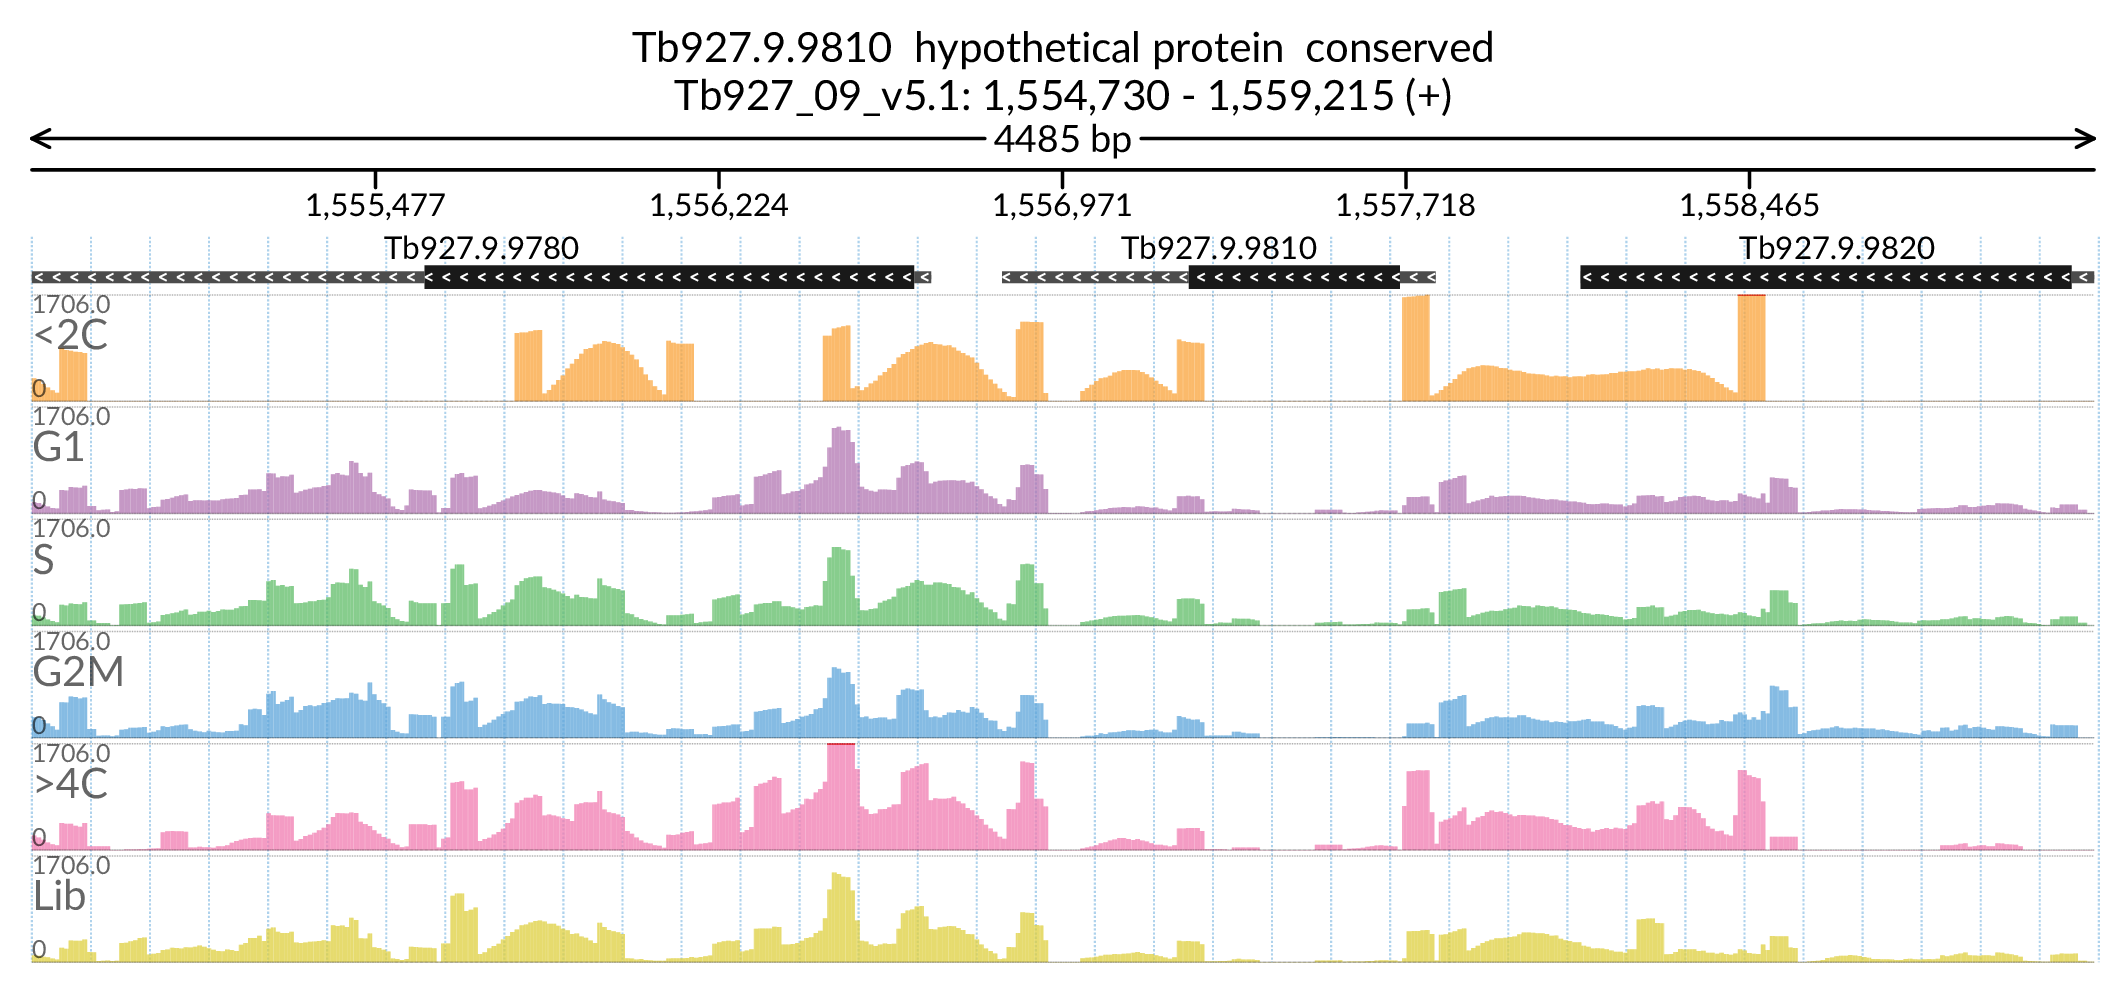 Tb927.9.9810 hypothetical protein conserved
Tb927_09_v5.1: 1,554,730 - 1,559,215 (+)
4485 bp
1,555,477 1,556,224 1,556,971 1,557,718 1,558,465
Tb927.9.9780 Tb927.9.9810 Tb927.9.9820
1706.0
<2C
0
1706.0
G1
0
1706.0
S
0
1706.0
G2M
0
1706.0
>4C
0
1706.0
Lib
0